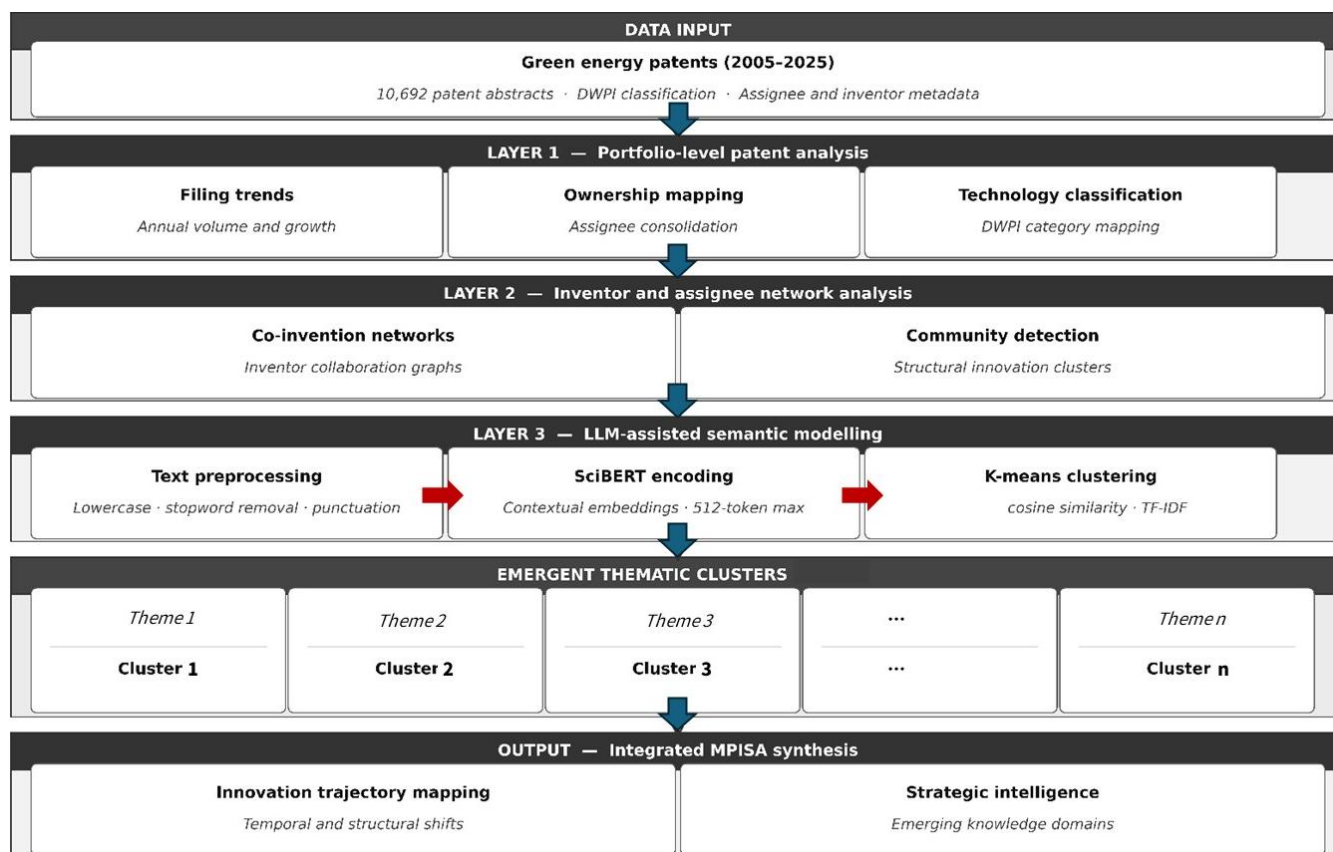 DATA INPUT
Green energy patents (2005–2025)
10,692 patent abstracts · DWPI classification · Assignee and inventor metadata
LAYER 1 — Portfolio-level patent analysis
Filing trends
Annual volume and growth
Ownership mapping
Assignee consolidation
Technology classification
DWPI category mapping
LAYER 2 — Inventor and assignee network analysis
Co-invention networks
Inventor collaboration graphs
Community detection
Structural innovation clusters
LAYER 3 — LLM-assisted semantic modelling
Text preprocessing
Lowercase · stopword removal · punctuation
SciBERT encoding
Contextual embeddings · 512-token max
K-means clustering
cosine similarity · TF-IDF
EMERGENT THEMATIC CLUSTERS
Theme 1
Cluster 1
Theme 2
Cluster 2
Theme 3
Cluster 3
...
...
Theme n
Cluster n
OUTPUT — Integrated MPISA synthesis
Innovation trajectory mapping
Temporal and structural shifts
Strategic intelligence
Emerging knowledge domains